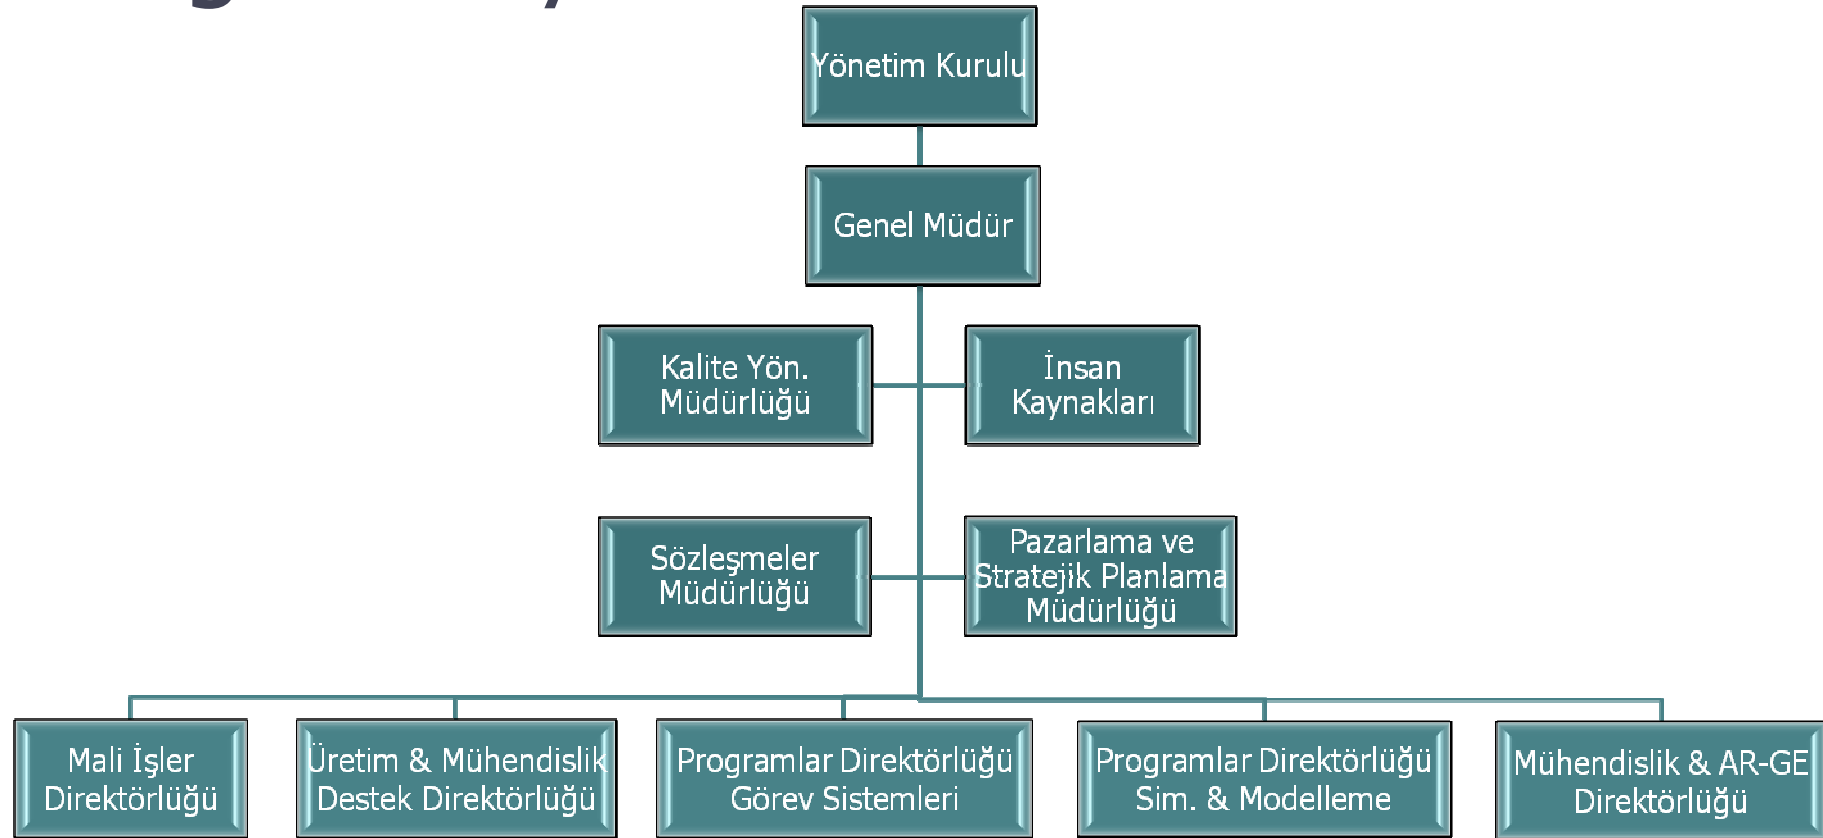 Yönetim Kurulu
Genel Müdür
Kalite Yön.
Müdürlüğü
İnsan
Kaynakları
Sözleşmeler
Müdürlüğü
Pazarlama ve
Stratejik Planlama
Müdürlüğü
Mali İşler
Direktörlüğü
Üretim & Mühendislik
Destek Direktörlüğü
Programlar Direktörlüğü
Görev Sistemleri
Programlar Direktörlüğü
Sim. & Modelleme
Mühendislik & AR-GE
Direktörlüğü